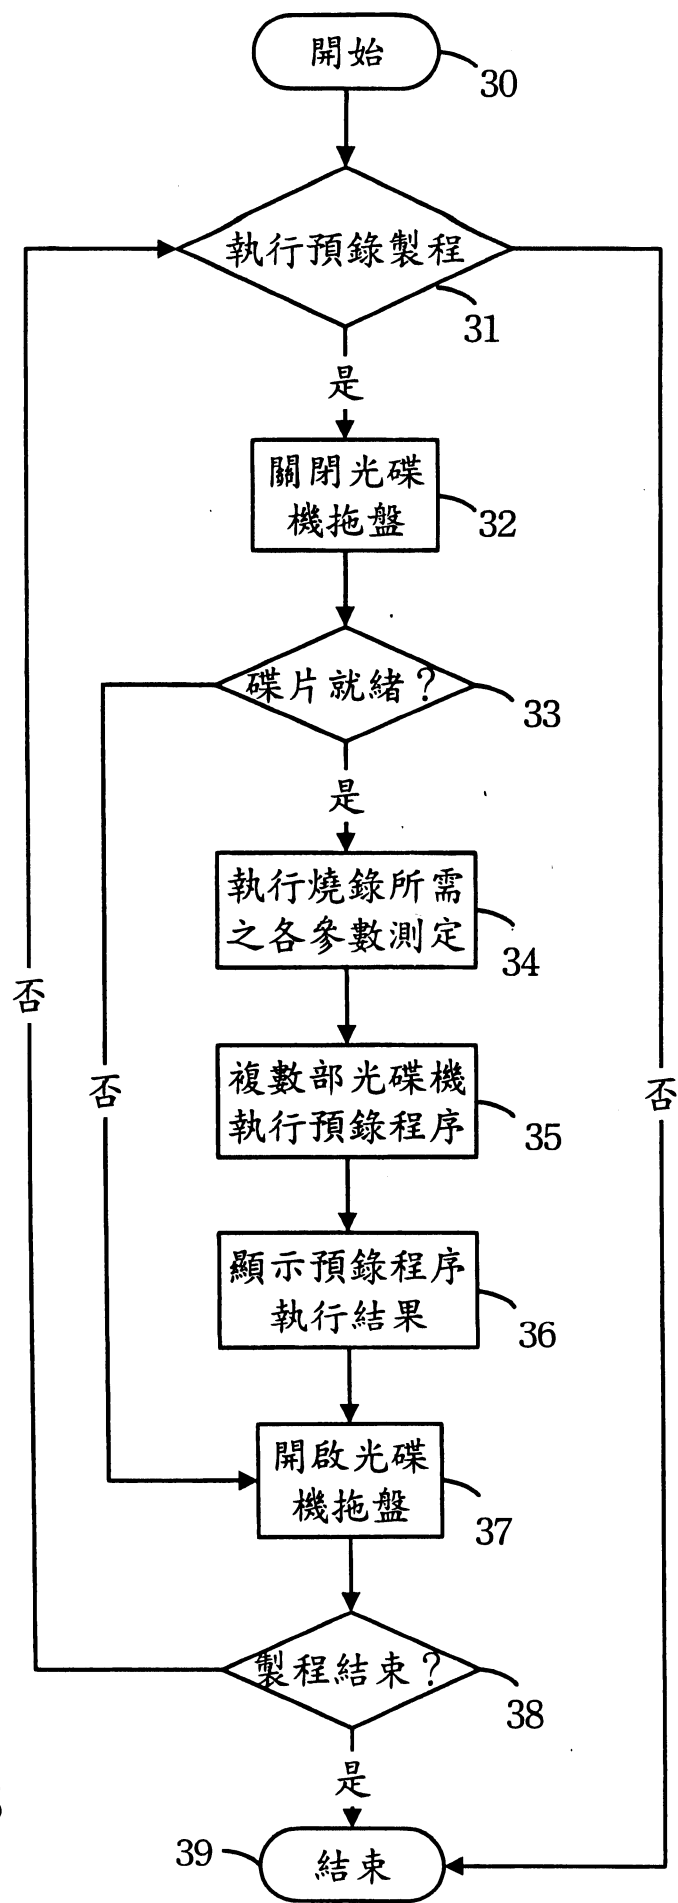 開始
30
執行預錄製程
31
是
關閉光碟
機拖盤
32
碟片就緒？
33
是
執行燒錄所需
之各參數測定
34
否
複數部光碟機
執行預錄程序
35
否
否
顯示預錄程序
執行結果
36
開啟光碟
機拖盤
37
製程結束？
38
是
39
結束